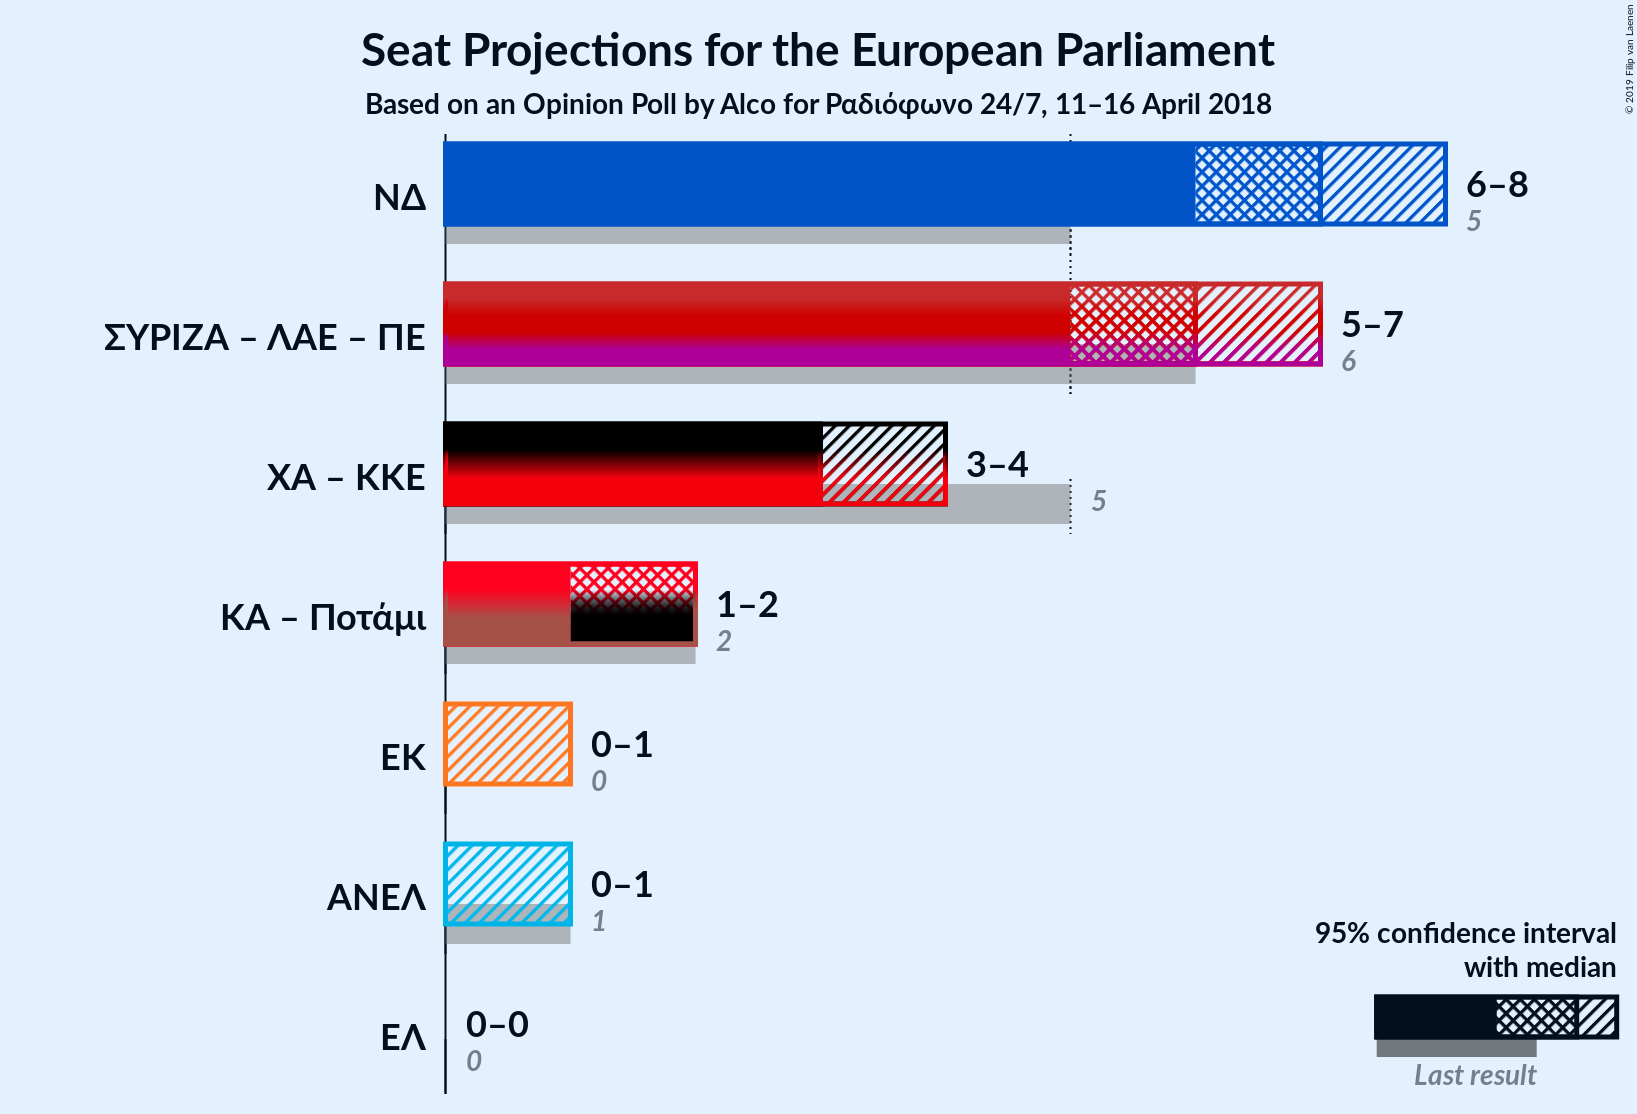 Seat Projections for the European Parliament
Based on an Opinion Poll by Alco for Ραδιόφωνο 24/7, 11–16 April 2018
© 2019 Filip van Laenen
ΝΔ
6–8
5
ΣΥΡΙΖΑ – ΛΑΕ – ΠΕ
5–7
6
ΧΑ – ΚΚΕ
3–4
5
ΚΑ – Ποτάμι
1–2
2
ΕΚ
0–1
0
ΑΝΕΛ
0–1
1
ΕΛ
0–0
0
95% confidence interval
with median
Last result